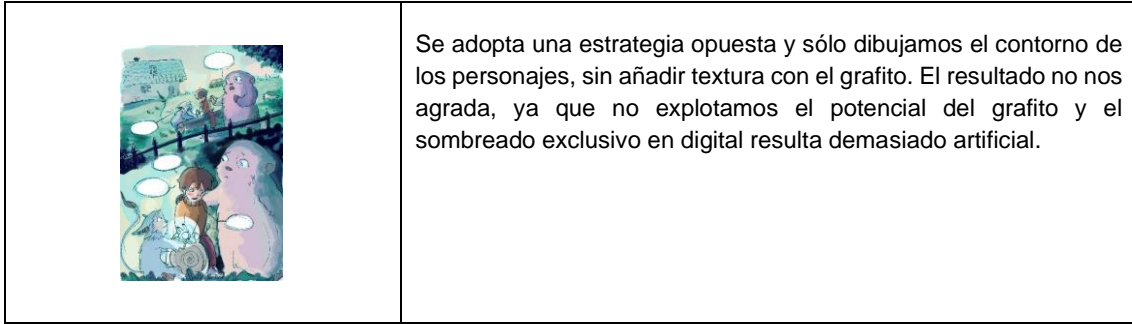 Se adopta una estrategia opuesta y sólo dibujamos el contorno de
los personajes, sin añadir textura con el grafito. El resultado no nos
agrada, ya que no explotamos el potencial del grafito y el
sombreado exclusivo en digital resulta demasiado artificial.